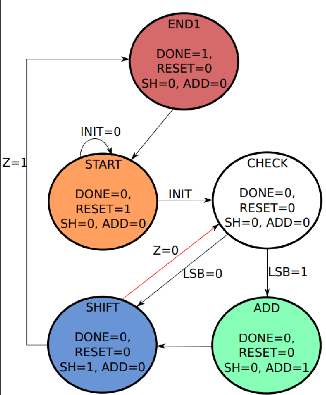 END1
DONE=1,
RESET=0
SH=0, ADD=0
INIT=0
Z=1
START
DONE=0,
RESET=1
SH=0, ADD=0
INIT
CHECK
DONE=0,
RESET=0
SH=0, ADD=0
Z=0
LSB=0
LSB=1
SHIFT
DONE=0,
RESET=0
SH=1, ADD=0
ADD
DONE=0,
RESET=0
SH=0, ADD=1